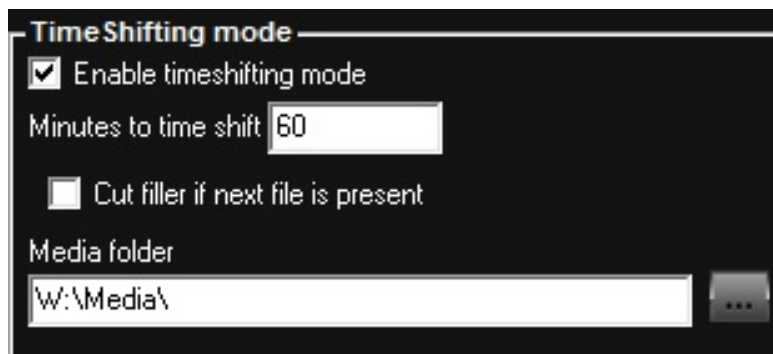 TimeShifting mode
Enable timeshifting mode
Minutes to time shift 60
Cut filler if next file is present
Media folder
W:\Media\
...